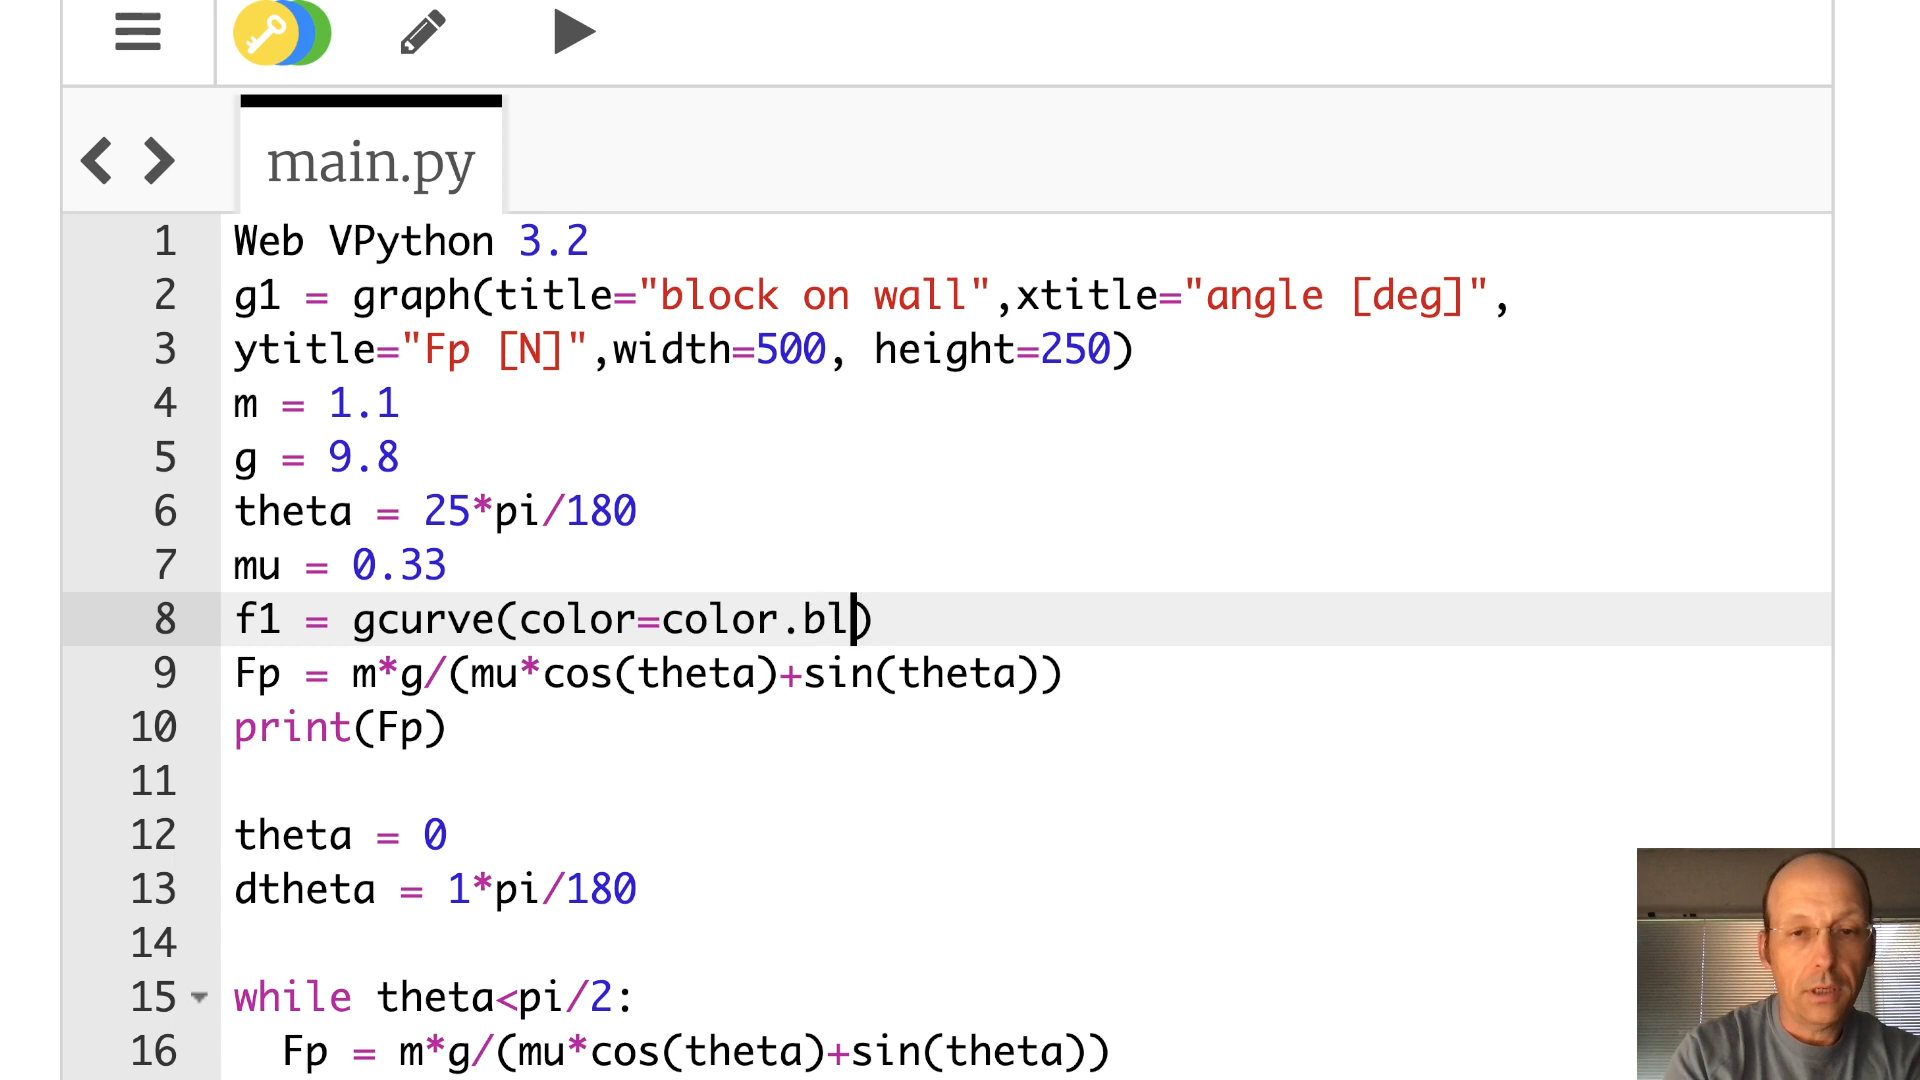 main.py
1 Web VPython 3.2
2 g1 = graph(title="block on wall",xtitle="angle [deg]",
3 ytitle="Fp [N]",width=500, height=250)
4 m = 1.1
5 g = 9.8
6 theta = 25*pi/180
7 mu = 0.33
8 f1 = gcurve(color=color.bl)
9 Fp = m*g/(mu*cos(theta)+sin(theta))
10 print(Fp)
11
12 theta = 0
13 dtheta = 1*pi/180
14
15 while theta<pi/2:
16 Fp = m*g/(mu*cos(theta)+sin(theta))